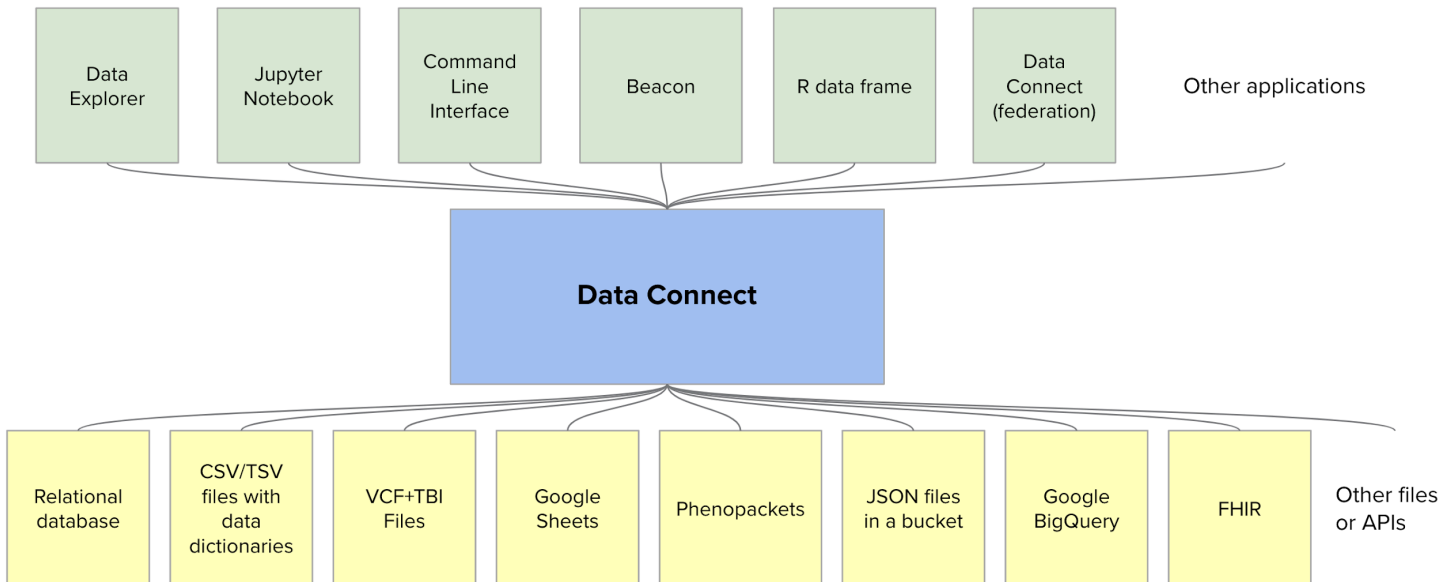 Data
Explorer
Jupyter
Notebook
Command
Line
Interface
Beacon
R data frame
Data
Connect
(federation)
Other applications
Data Connect
Relational
database
CSV/TSV
files with
data
dictionaries
VCF+TBI
Files
Google
Sheets
Phenopackets
JSON files
in a bucket
Google
BigQuery
FHIR
Other files
or APIs